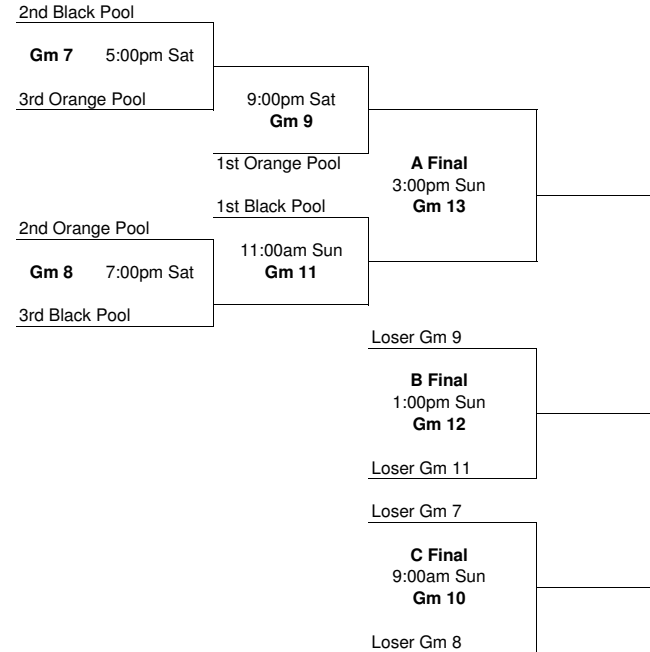 2nd Black Pool
Gm 7 5:00pm Sat
3rd Orange Pool
9:00pm Sat
Gm 9
1st Orange Pool
A Final
3:00pm Sun
Gm 13
1st Black Pool
2nd Orange Pool
11:00am Sun
Gm 11
Gm 8 7:00pm Sat
3rd Black Pool
Loser Gm 9
B Final
1:00pm Sun
Gm 12
Loser Gm 11
Loser Gm 7
C Final
9:00am Sun
Gm 10
Loser Gm 8